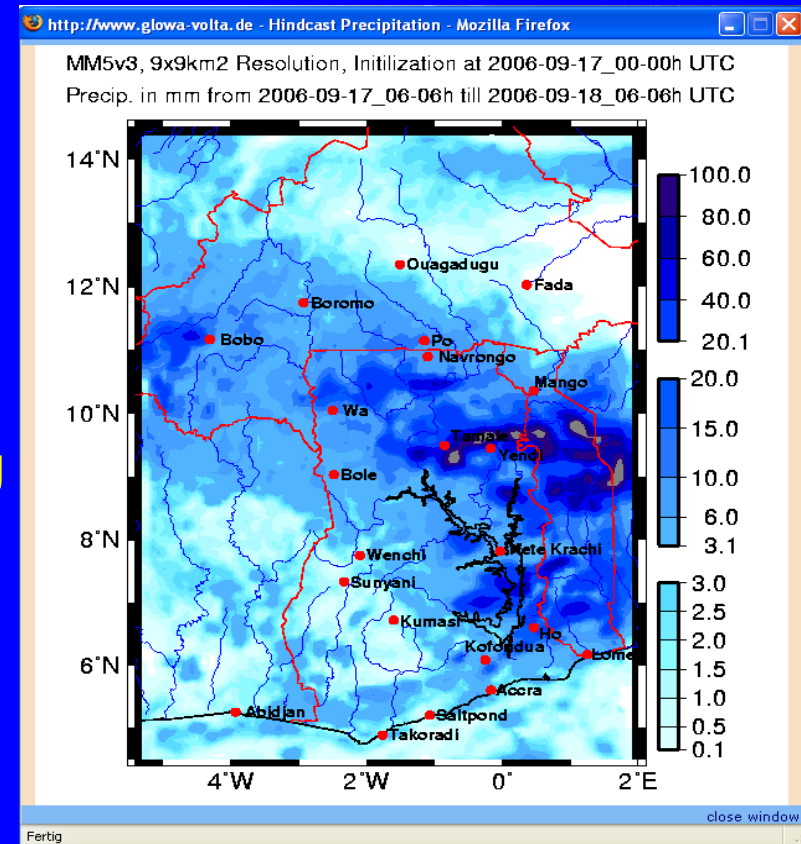 http://www.glowa-volta.de - Hindcast Precipitation - Mozilla Firefox
MM5v3, 9x9km2 Resolution, Initilization at 2006-09-17_00-00h UTC
Precip. in mm from 2006-09-17_06-06h till 2006-09-18_06-06h UTC
14°N
12°N
10°N
8°N
6°N
4°W
2°W
0°
2°E
Ouagadugu
Fada
Boromo
Bobo
Po
Navrongo
Mango
Wa
Tamale
Yendi
Bole
Wenchi
Kete Krachi
Sunyani
Kumasi
Ho
Koforidua
Lome
Accra
Abidjan
Saltpond
Takoradi
100.0
80.0
60.0
40.0
20.1
20.0
15.0
10.0
6.0
3.1
3.0
2.5
2.0
1.5
1.0
0.5
0.1
close window
Fertig